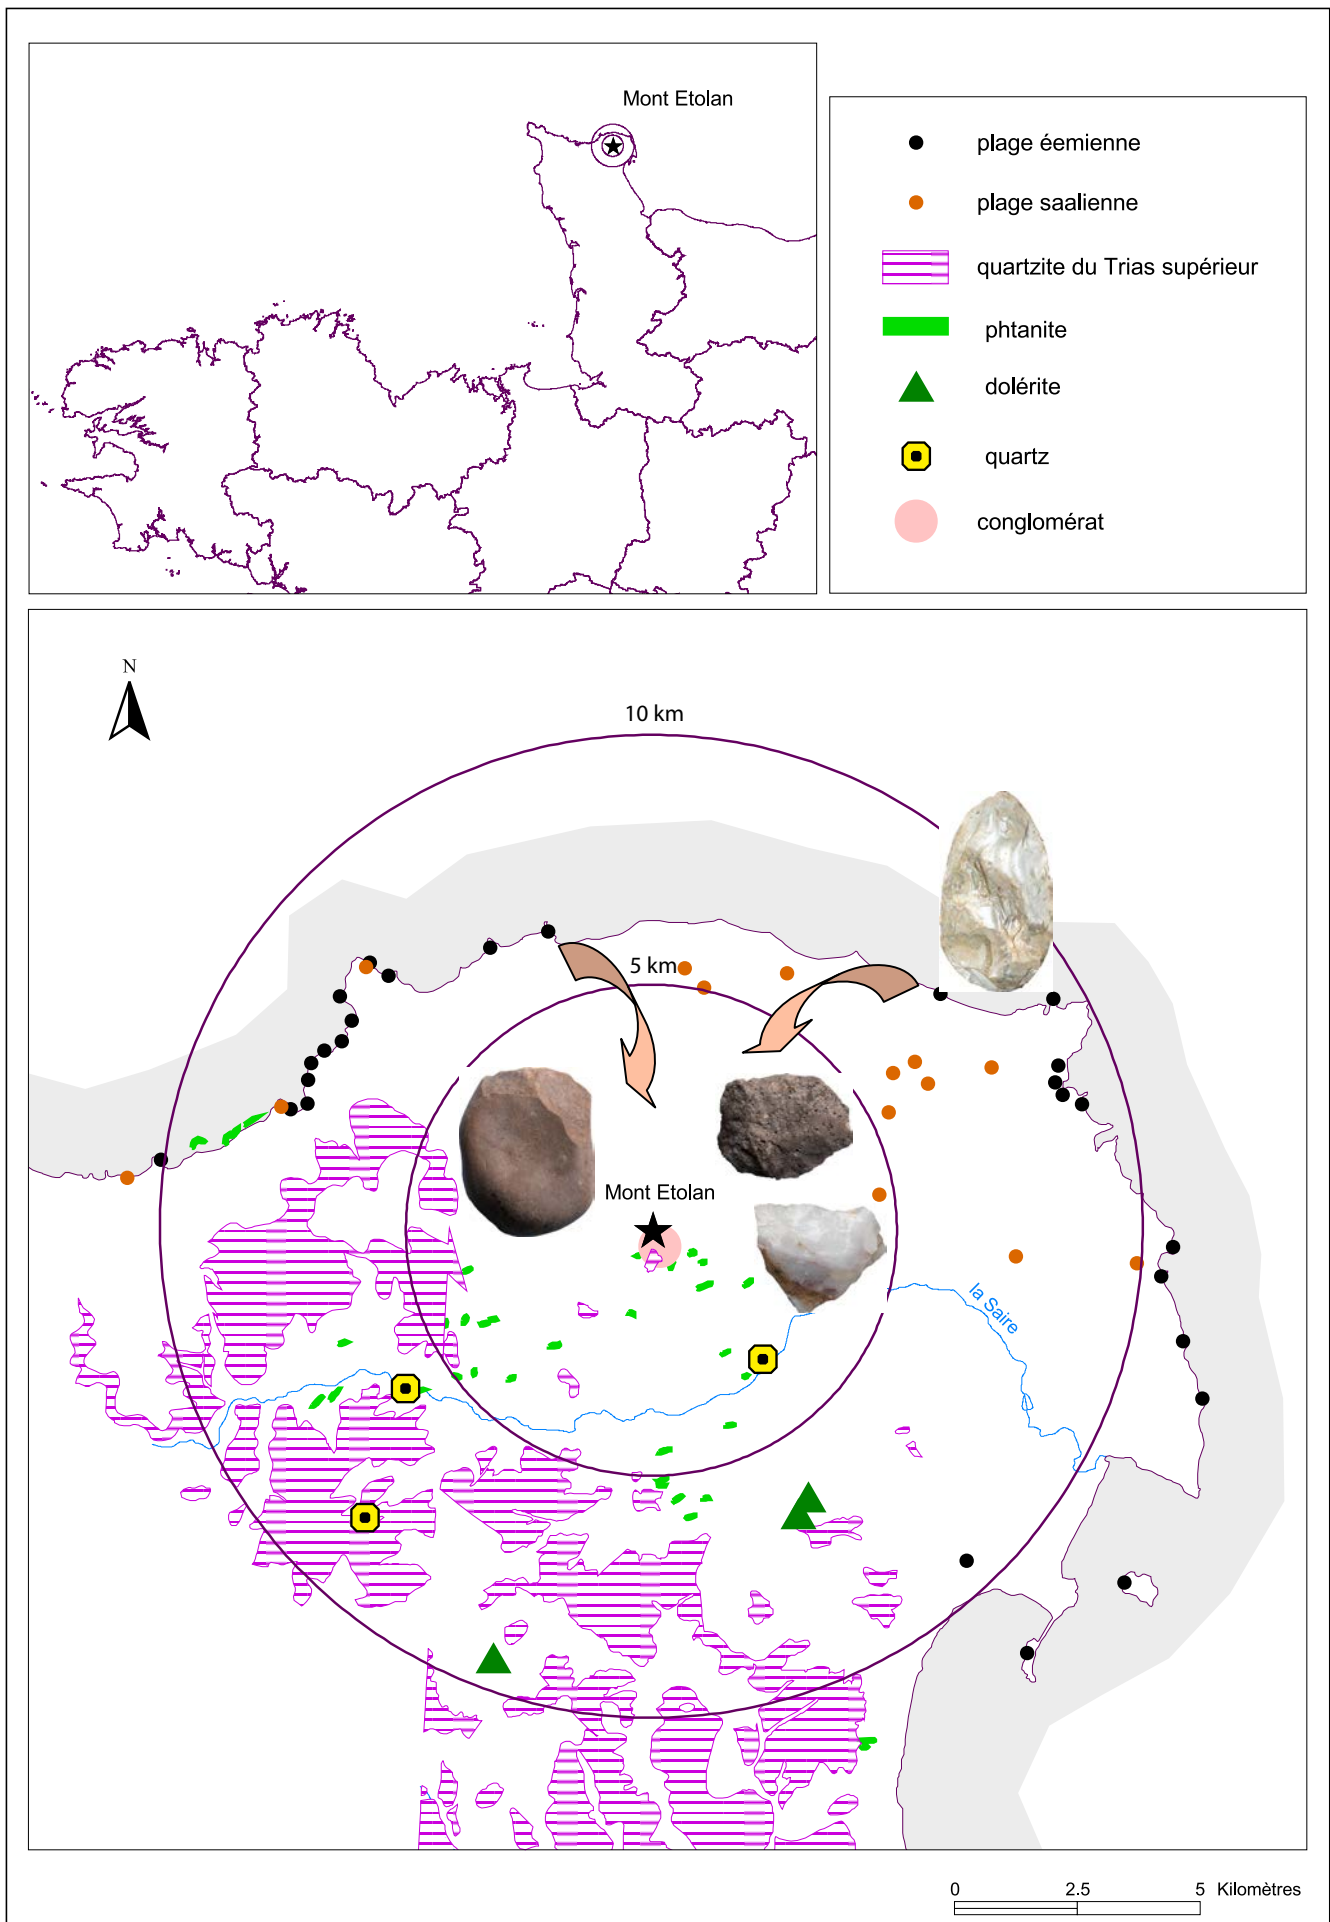 Mont Etolan
plage éemienne
plage saalienne
quartzite du Trias supérieur
phtanite
dolérite
quartz
conglomérat
N
10 km
5 km
Mont Etolan
la Saire
0 2.5 5 Kilomètres